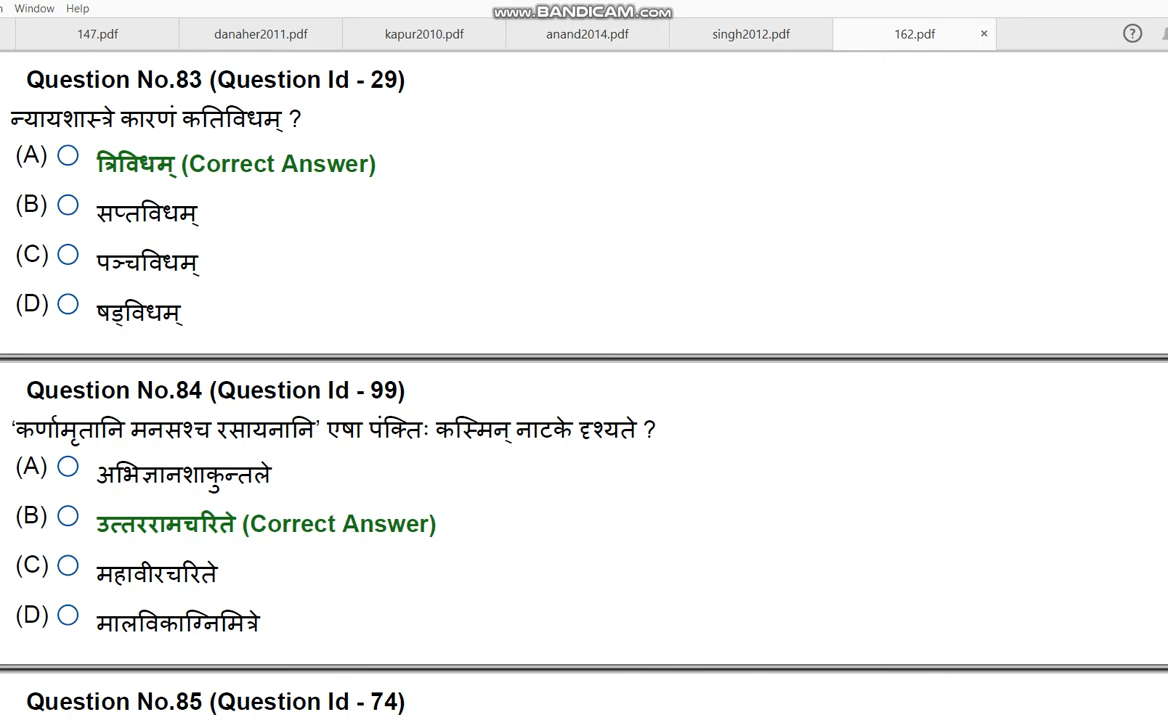 Window Help
www.BANDICAM.com
147.pdf danaher2011.pdf kapur2010.pdf anand2014.pdf singh2012.pdf 162.pdf × ?
Question No.83 (Question Id - 29)
न्यायशास्त्रे कारणं कतिविधम् ?
(A) त्रिविधम् (Correct Answer)
(B) सप्तविधम्
(C) पञ्चविधम्
(D) षड्विधम्
Question No.84 (Question Id - 99)
‘कर्णामृतानि मनसश्च रसायनानि’ एषा पंक्तिः कस्मिन् नाटके दृश्यते ?
(A) अभिज्ञानशाकुन्तले
(B) उत्तररामचरिते (Correct Answer)
(C) महावीरचरिते
(D) मालविकाग्निमित्रे
Question No.85 (Question Id - 74)